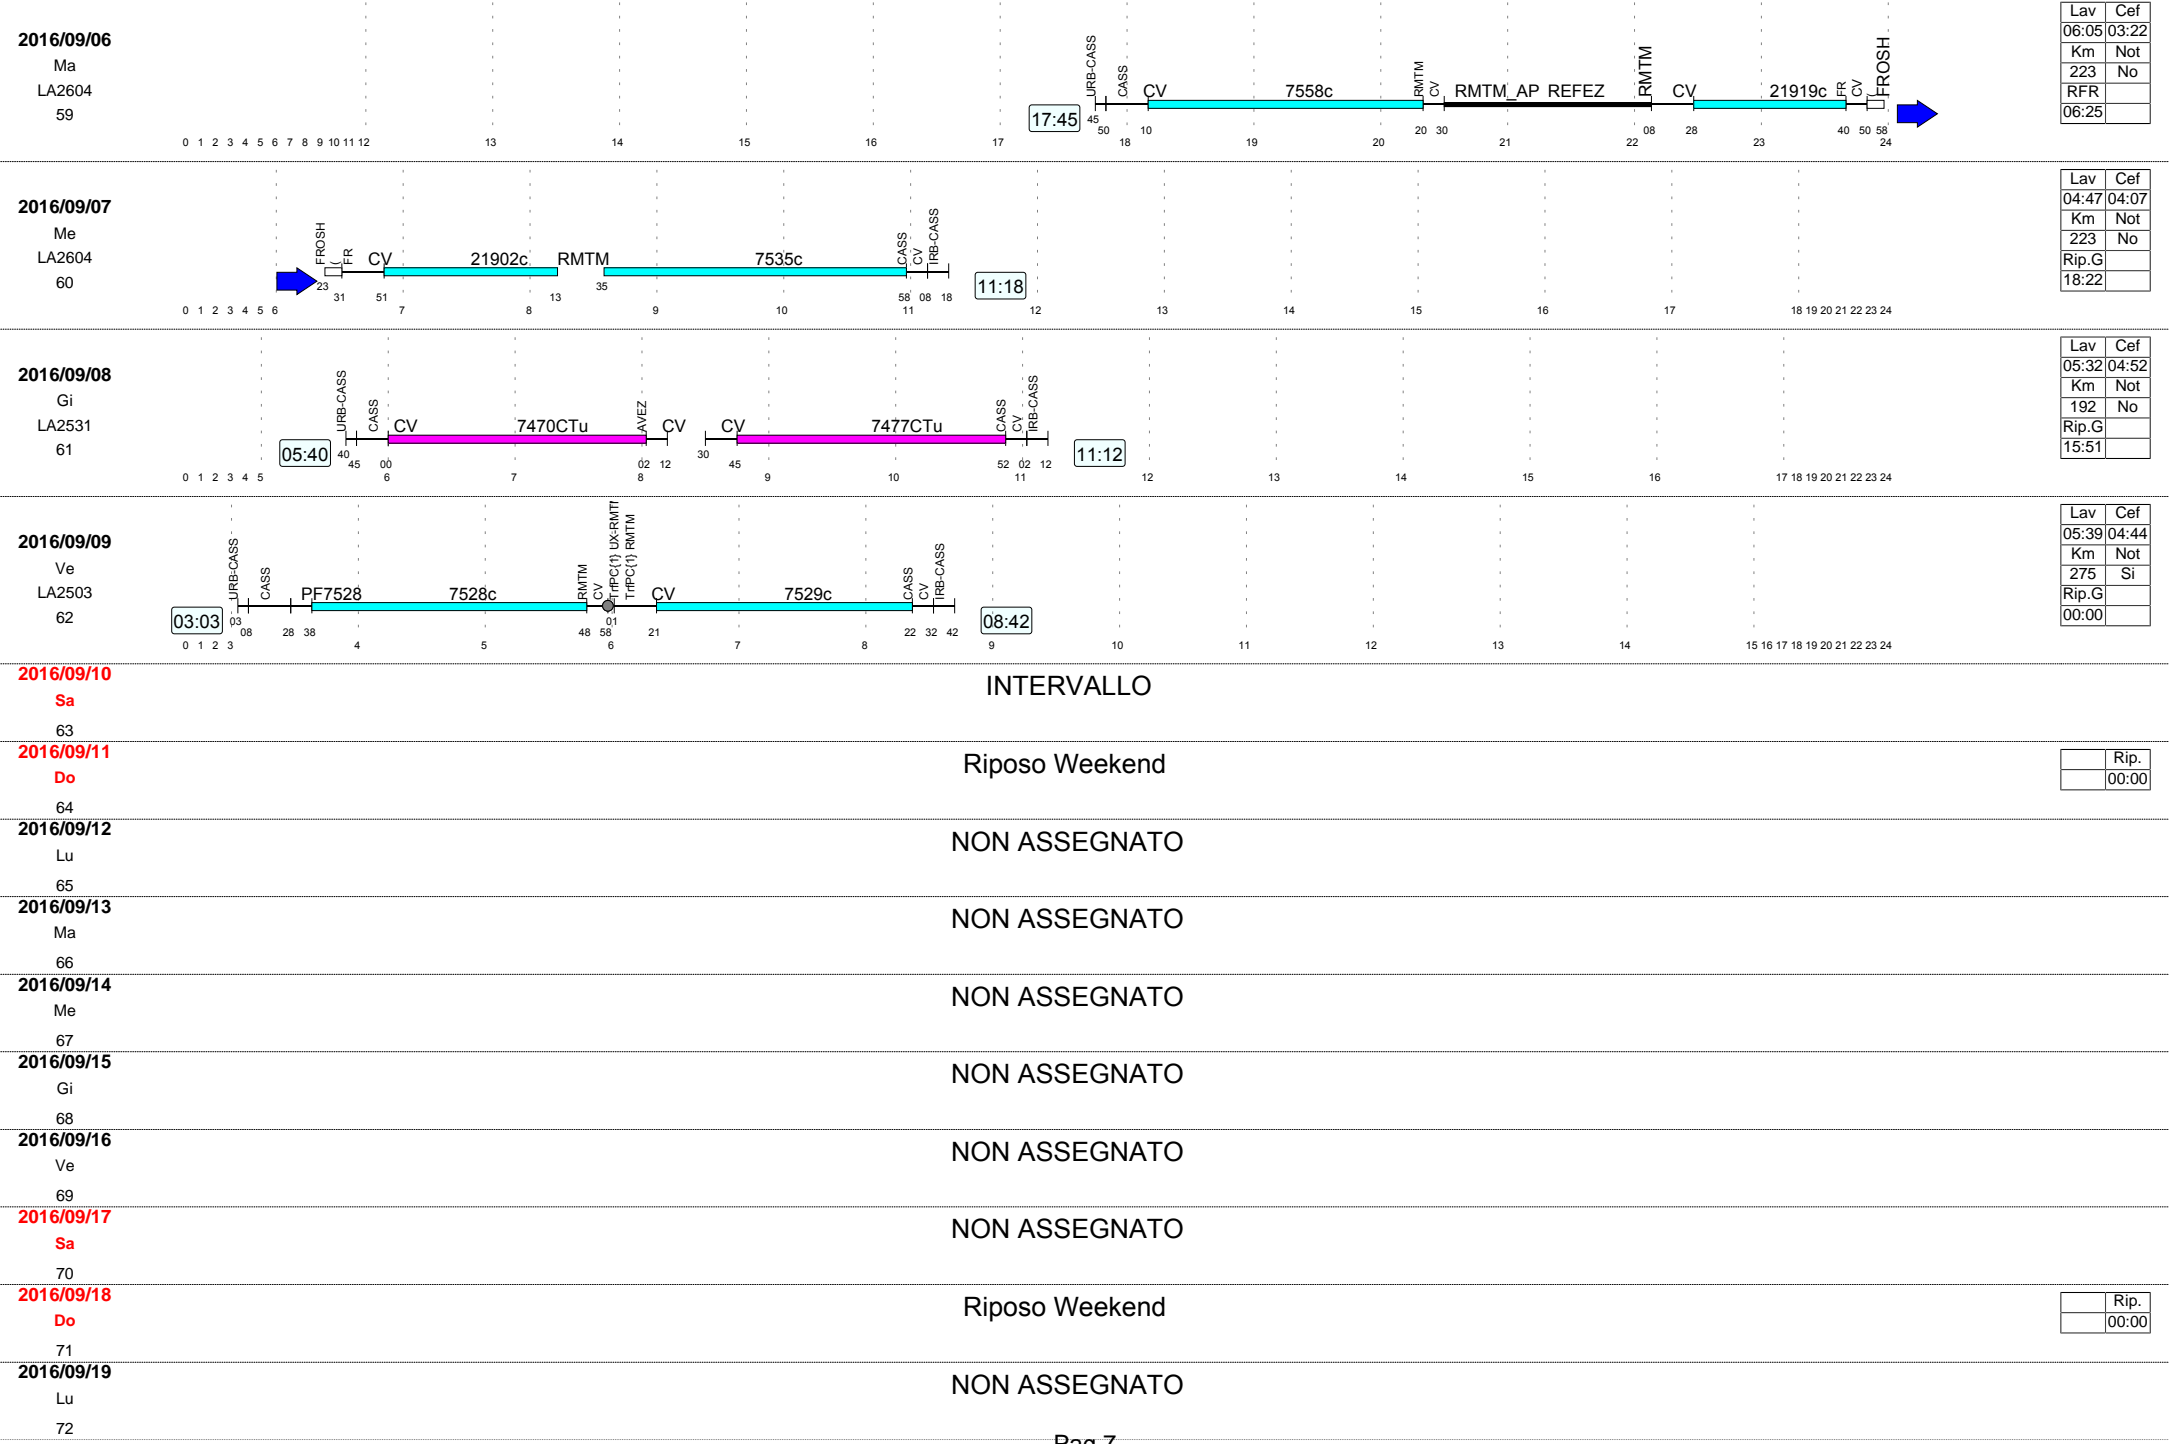 2016/09/06
Ma
LA2604
59
17:45
URB-CASS CASS CV 7558c RMTM CV RMTM_AP REFEZ RMTM CV 21919c FR CV ( FROSH
45 50 10 20 30 08 28 40 50 58
0 1 2 3 4 5 6 7 8 9 10 11 12 13 14 15 16 17 18 19 20 21 22 23 24
Lav Cef
06:05 03:22
Km Not
223 No
RFR
06:25
2016/09/07
Me
LA2604
60
FROSH ( FR CV 21902c RMTM 7535c CASS CV IRB-CASS
23 31 51 13 35 58 08 18
11:18
0 1 2 3 4 5 6 7 8 9 10 11 12 13 14 15 16 17 18 19 20 21 22 23 24
Lav Cef
04:47 04:07
Km Not
223 No
Rip.G
18:22
2016/09/08
Gi
LA2531
61
05:40
URB-CASS CASS CV 7470CTu AVEZ CV CV 7477CTu CASS CV IRB-CASS
40 45 00 02 12 30 45 52 02 12
11:12
0 1 2 3 4 5 6 7 8 9 10 11 12 13 14 15 16 17 18 19 20 21 22 23 24
Lav Cef
05:32 04:52
Km Not
192 No
Rip.G
15:51
2016/09/09
Ve
LA2503
62
03:03
URB-CASS CASS PF7528 7528c RMTM CV TrfPC{1} UX-RMT TrfPC{1} RMTM CV 7529c CASS CV IRB-CASS
03 08 28 38 48 58 01 21 22 32 42
08:42
0 1 2 3 4 5 6 7 8 9 10 11 12 13 14 15 16 17 18 19 20 21 22 23 24
Lav Cef
05:39 04:44
Km Not
275 Si
Rip.G
00:00
2016/09/10
Sa
63
INTERVALLO
2016/09/11
Do
64
Riposo Weekend
Rip.
00:00
2016/09/12
Lu
65
NON ASSEGNATO
2016/09/13
Ma
66
NON ASSEGNATO
2016/09/14
Me
67
NON ASSEGNATO
2016/09/15
Gi
68
NON ASSEGNATO
2016/09/16
Ve
69
NON ASSEGNATO
2016/09/17
Sa
70
NON ASSEGNATO
2016/09/18
Do
71
Riposo Weekend
Rip.
00:00
2016/09/19
Lu
72
NON ASSEGNATO
Pag 7